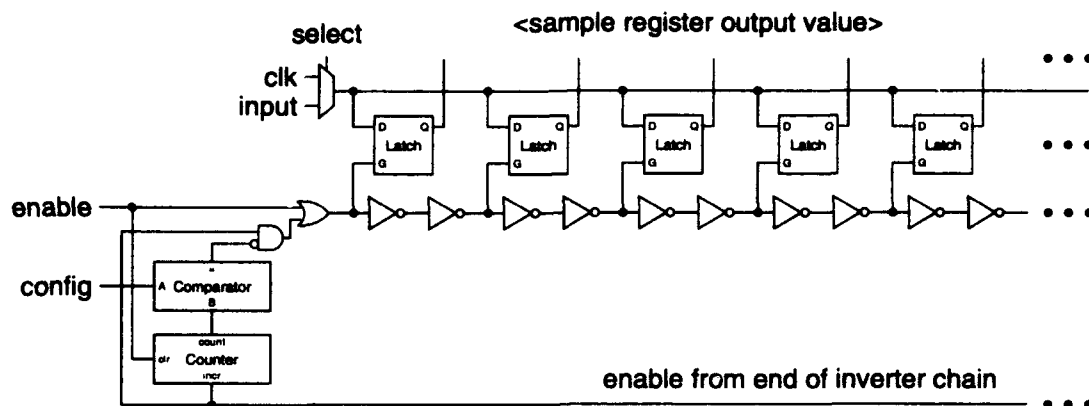 <sample register output value>
select
clk
input
D Q
Latch
G
D Q
Latch
G
D Q
Latch
G
D Q
Latch
G
D Q
Latch
G
enable
config
=
A Comparator
B
count
clr Counter
incr
enable from end of inverter chain